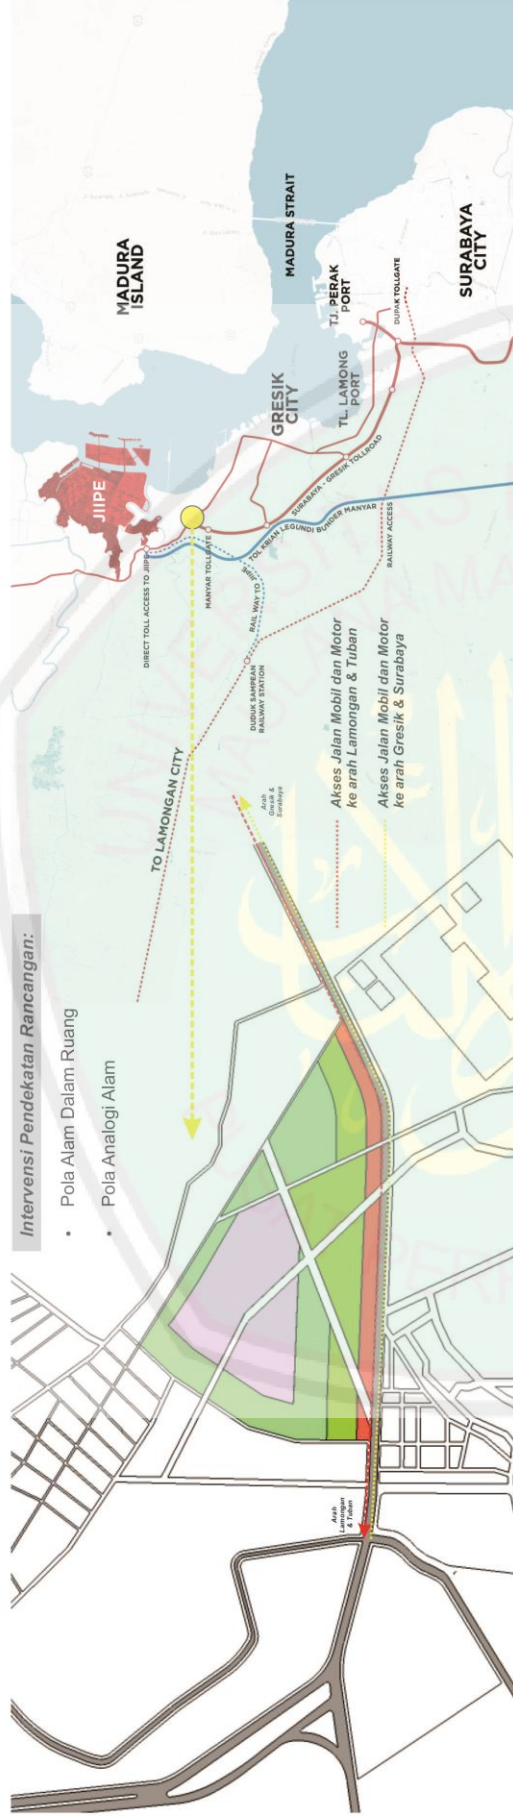 Intervensi Pendekatan Rancangan:
• Pola Alam Dalam Ruang
• Pola Analogi Alam
MADURA
ISLAND
MADURA STRAIT
TJ. PERAK
PORT
SURABAYA
CITY
DUPAK TOLLGATE
GRESIK
CITY
TL. LAMONG
PORT
JIIPE
SURABAYA - GRESIK TOLLROAD
TOL KRIAN LEGUNDI BUNDER MANYAR
DIRECT TOLL ACCESS TO JIIPE
MANYAR TOLLGATE
RAIL WAY TO JIIPE
RAILWAY ACCESS
DUDUK SAMPEAN
RAILWAY STATION
TO LAMONGAN CITY
Akses Jalan Mobil dan Motor
ke arah Lamongan & Tuban
Akses Jalan Mobil dan Motor
ke arah Gresik & Surabaya
Arah
Gresik &
Surabaya
Arah
Lamongan
& Tuban